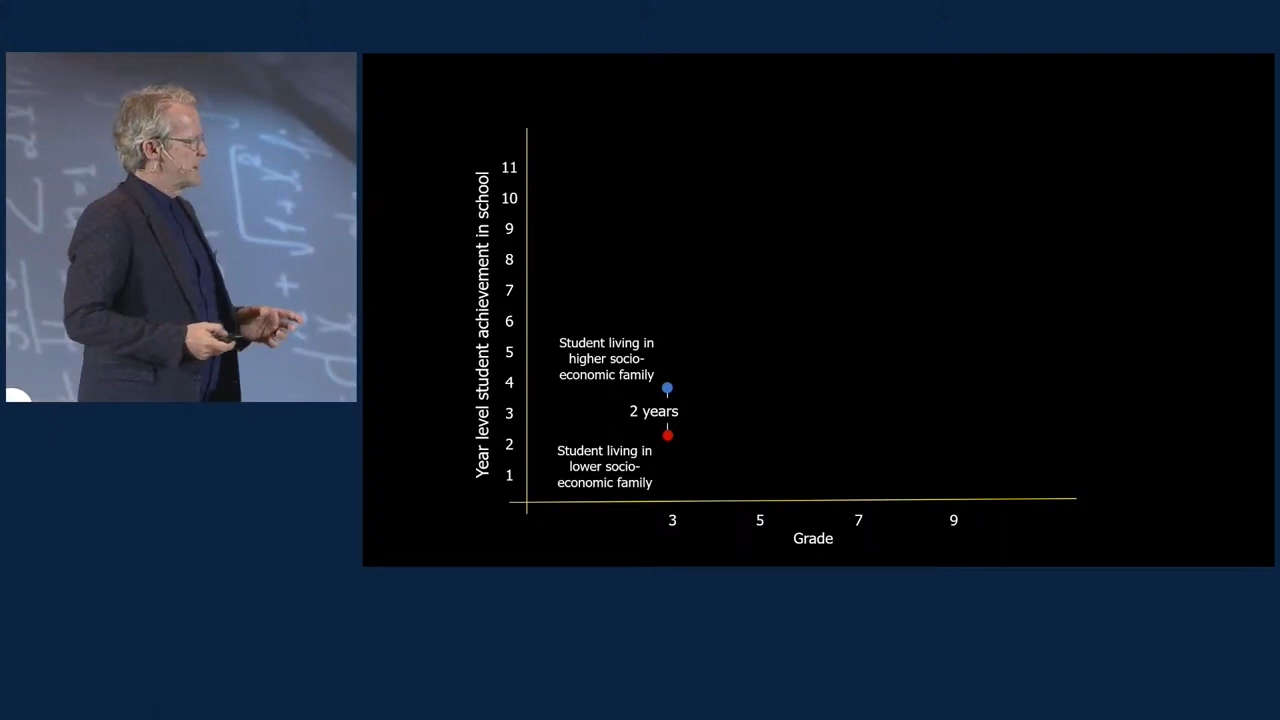 Year level student achievement in school
11
10
9
8
7
6
5
4
3
2
1
Student living in
higher socio-
economic family
2 years
Student living in
lower socio-
economic family
3 5 7 9
Grade
n=1